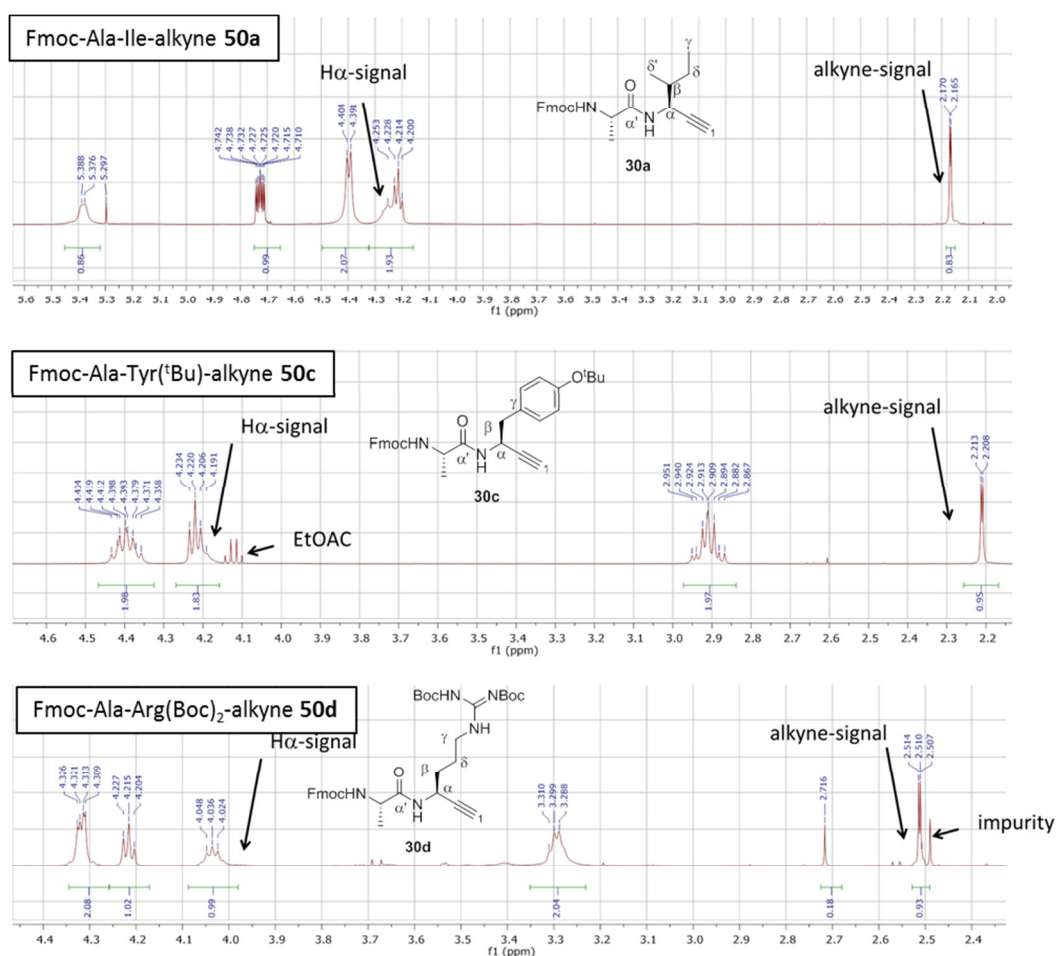 Fmoc-Ala-Ile-alkyne 50a
Hα-signal
alkyne-signal
4.742
4.738
4.732
4.727
4.725
4.720
4.715
4.710
4.404
4.391
4.253
4.228
4.214
4.200
2.170
2.165
5.388
5.376
5.297
γ
δ'
δ
β
O
FmocHN
α'
N
H
α
1
30a
0.86
0.99
2.07
1.93
0.83
5.6 5.5 5.4 5.3 5.2 5.1 5.0 4.9 4.8 4.7 4.6 4.5 4.4 4.3 4.2 4.1 4.0 3.9 3.8 3.7 3.6 3.5 3.4 3.3 3.2 3.1 3.0 2.9 2.8 2.7 2.6 2.5 2.4 2.3 2.2 2.1 2.0
f1 (ppm)
Fmoc-Ala-Tyr(tBu)-alkyne 50c
Hα-signal
alkyne-signal
EtOAC
4.434
4.419
4.412
4.398
4.393
4.379
4.371
4.358
4.234
4.220
4.206
4.191
2.951
2.940
2.924
2.913
2.909
2.894
2.882
2.867
2.213
2.208
OtBu
γ
β
O
FmocHN
α'
N
H
α
1
30c
1.98
1.83
1.97
0.95
4.6 4.5 4.4 4.3 4.2 4.1 4.0 3.9 3.8 3.7 3.6 3.5 3.4 3.3 3.2 3.1 3.0 2.9 2.8 2.7 2.6 2.5 2.4 2.3 2.2
f1 (ppm)
Fmoc-Ala-Arg(Boc)2-alkyne 50d
Hα-signal
alkyne-signal
impurity
4.326
4.321
4.313
4.309
4.227
4.215
4.204
4.048
4.036
4.024
3.310
3.299
3.288
2.716
2.514
2.510
2.507
BocHN
NBoc
NH
γ
δ
β
O
FmocHN
α'
N
H
α
1
30d
2.08
1.02
0.99
2.04
0.18
0.93
4.4 4.3 4.2 4.1 4.0 3.9 3.8 3.7 3.6 3.5 3.4 3.3 3.2 3.1 3.0 2.9 2.8 2.7 2.6 2.5 2.4
f1 (ppm)